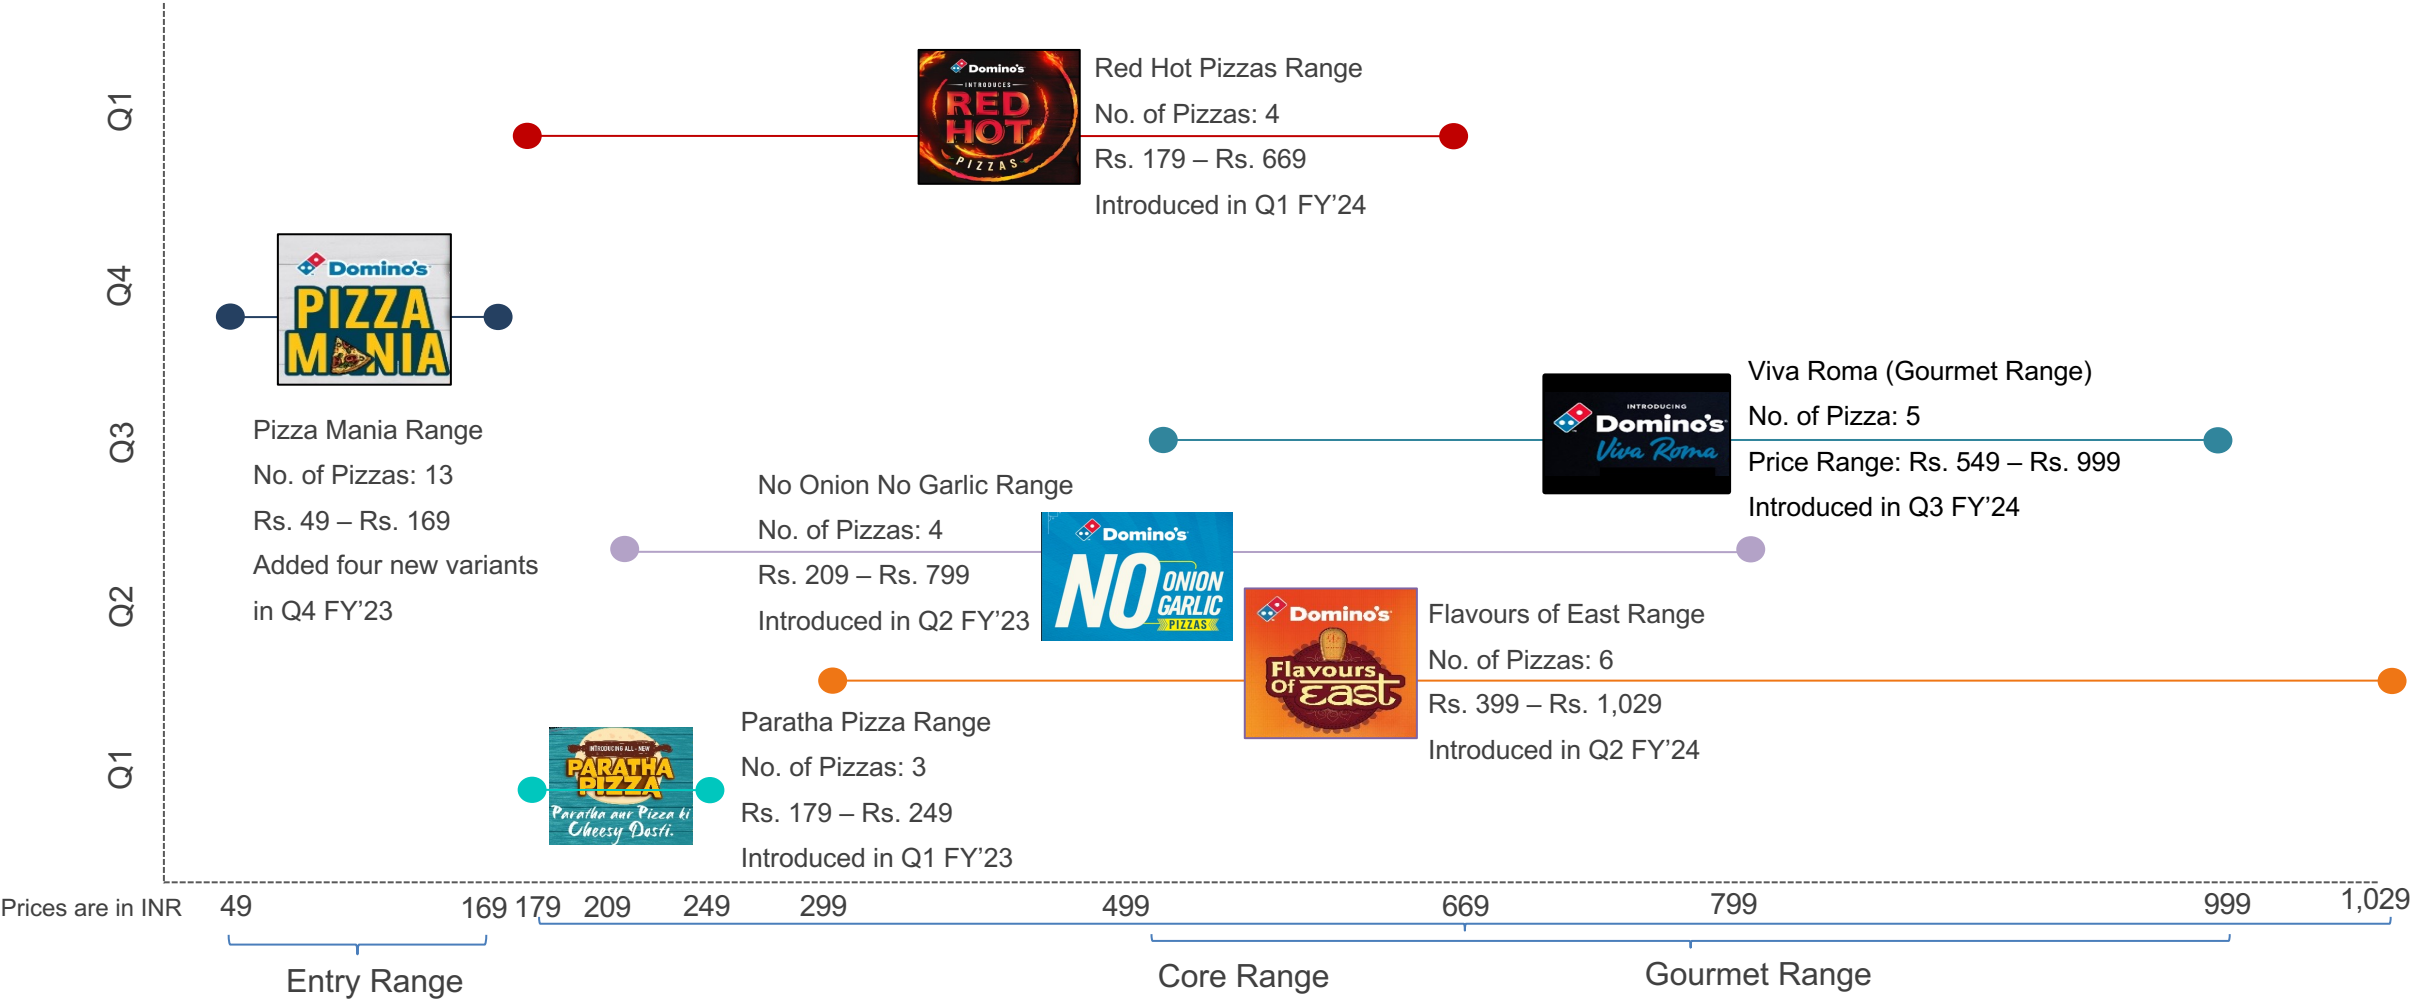 Q1
Domino's
INTRODUCES
RED
HOT
PIZZAS
Red Hot Pizzas Range
No. of Pizzas: 4
Rs. 179 – Rs. 669
Introduced in Q1 FY’24
Q4
Domino's
PIZZA
MANIA
Pizza Mania Range
No. of Pizzas: 13
Rs. 49 – Rs. 169
Added four new variants
in Q4 FY’23
Q3
INTRODUCING
Domino's
Viva Roma
Viva Roma (Gourmet Range)
No. of Pizza: 5
Price Range: Rs. 549 – Rs. 999
Introduced in Q3 FY’24
No Onion No Garlic Range
No. of Pizzas: 4
Rs. 209 – Rs. 799
Introduced in Q2 FY’23
Domino's
NO ONION
GARLIC
PIZZAS
Q2
Domino's
Flavours
Of East
Flavours of East Range
No. of Pizzas: 6
Rs. 399 – Rs. 1,029
Introduced in Q2 FY’24
Q1
INTRODUCING ALL - NEW
PARATHA
PIZZA
Paratha aur Pizza ki
Cheesy Dosti.
Paratha Pizza Range
No. of Pizzas: 3
Rs. 179 – Rs. 249
Introduced in Q1 FY’23
Prices are in INR 49 169 179 209 249 299 499 669 799 999 1,029
Entry Range Core Range Gourmet Range